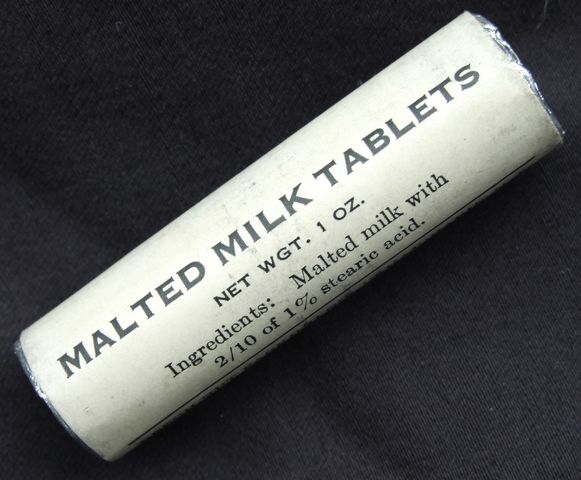 MALTED MILK TABLETS
NET WGT. 1 OZ.
Ingredients: Malted milk with
2/10 of 1% stearic acid.